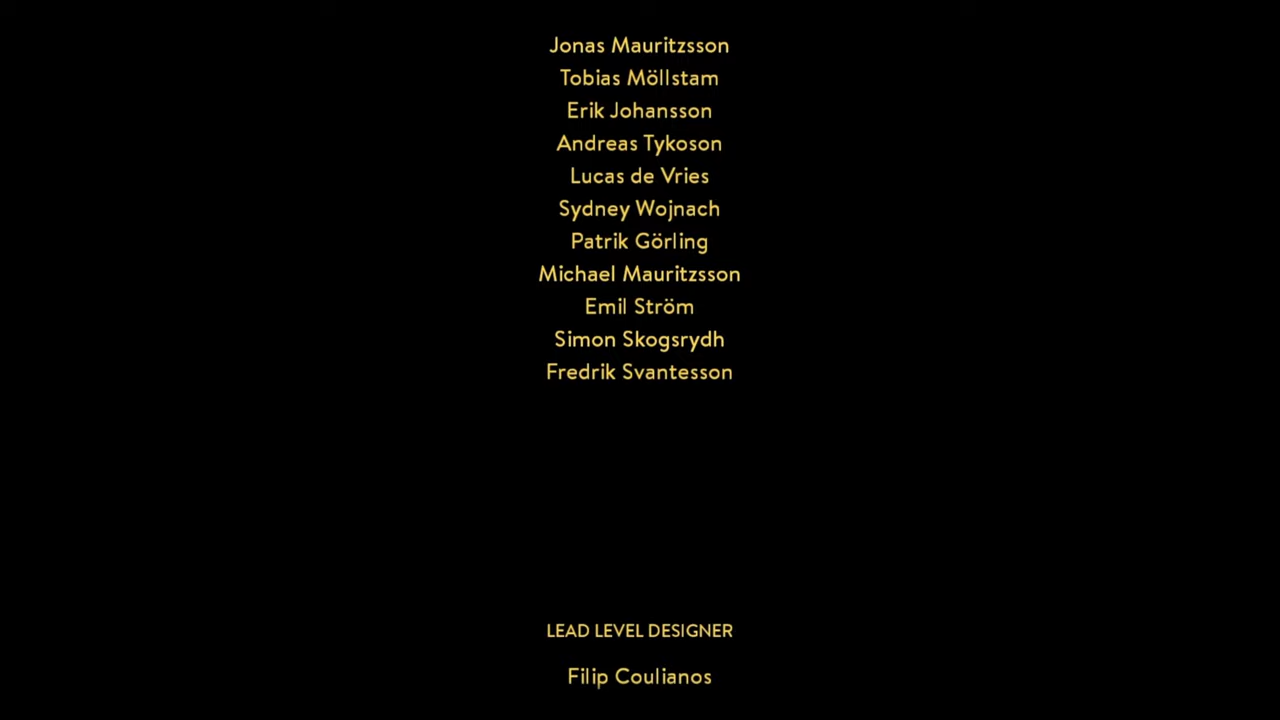 Jonas Mauritzsson
Tobias Möllstam
Erik Johansson
Andreas Tykoson
Lucas de Vries
Sydney Wojnach
Patrik Görling
Michael Mauritzsson
Emil Ström
Simon Skogsrydh
Fredrik Svantesson
LEAD LEVEL DESIGNER
Filip Coulianos